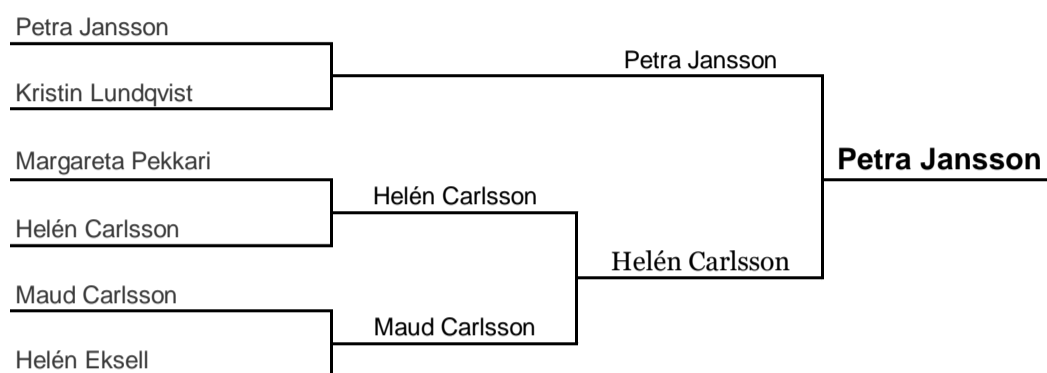 Petra Jansson
Petra Jansson
Kristin Lundqvist
Margareta Pekkari
Petra Jansson
Helén Carlsson
Helén Carlsson
Helén Carlsson
Maud Carlsson
Maud Carlsson
Helén Eksell